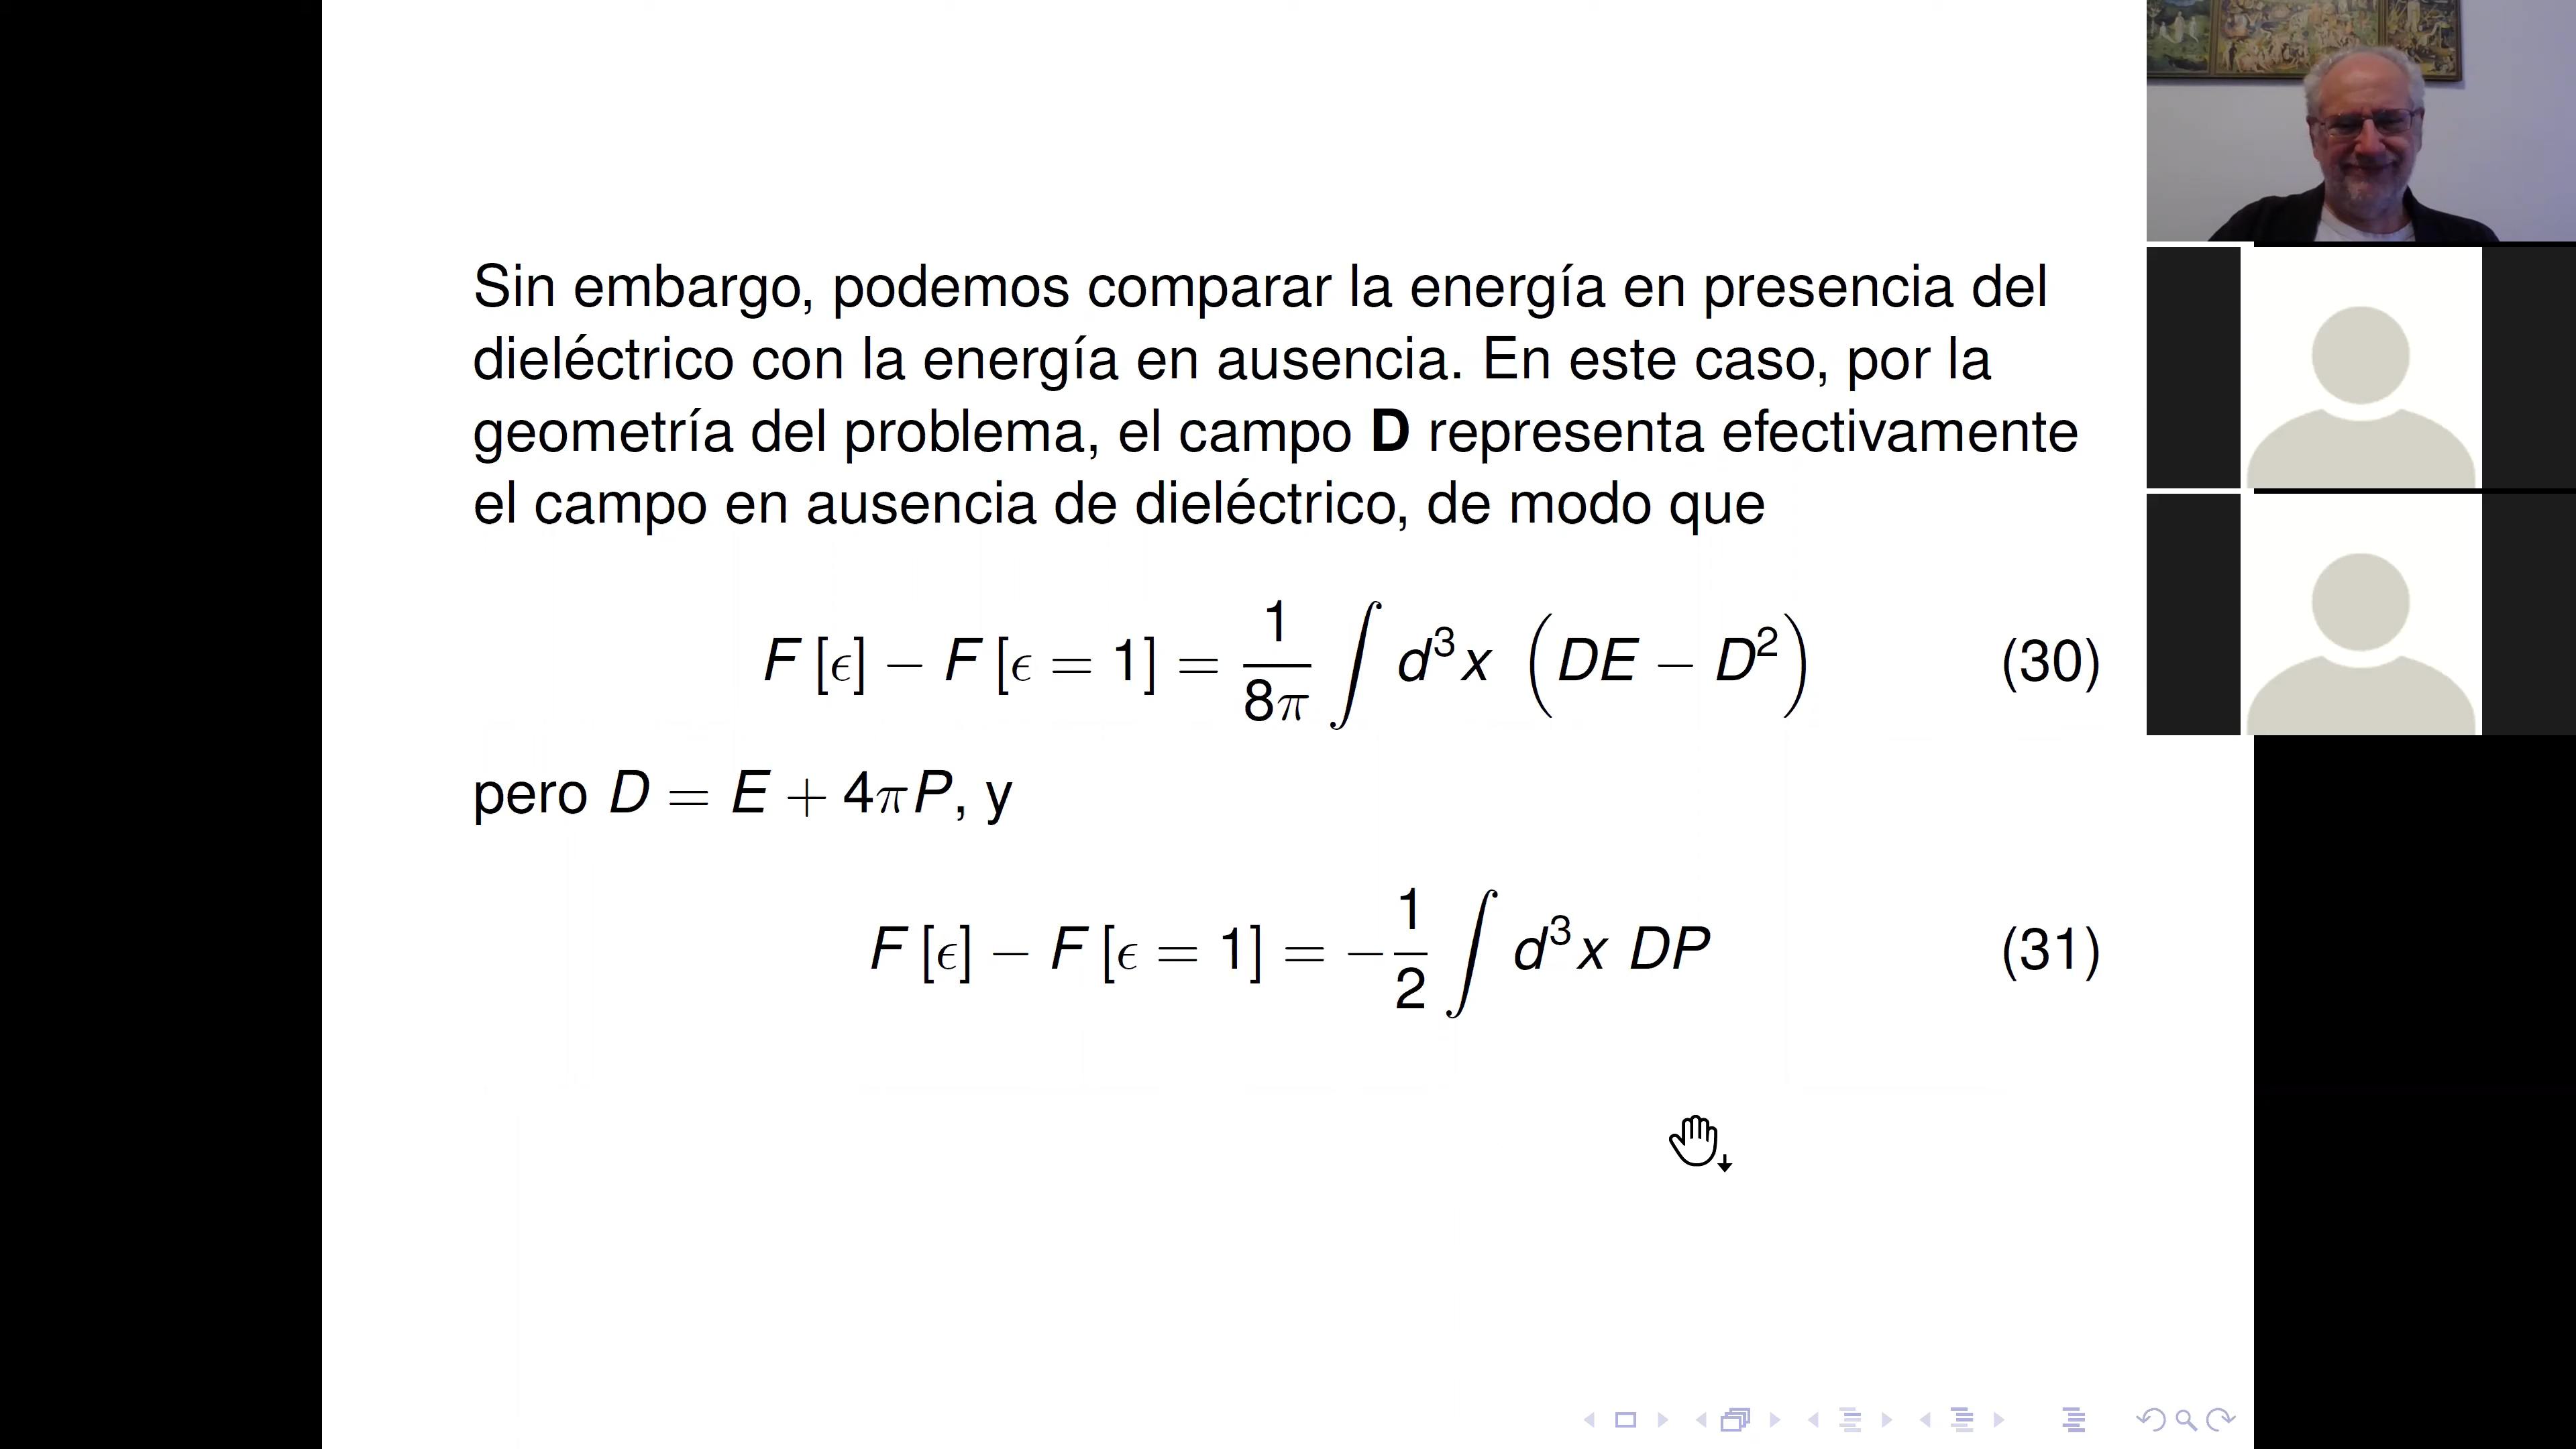 Sin embargo, podemos comparar la energía en presencia del
dieléctrico con la energía en ausencia. En este caso, por la
geometría del problema, el campo D representa efectivamente
el campo en ausencia de dieléctrico, de modo que
F [ϵ] − F [ϵ = 1] = 1/8π ∫ d³x (DE − D²) (30)
pero D = E + 4πP, y
F [ϵ] − F [ϵ = 1] = −1/2 ∫ d³x DP (31)